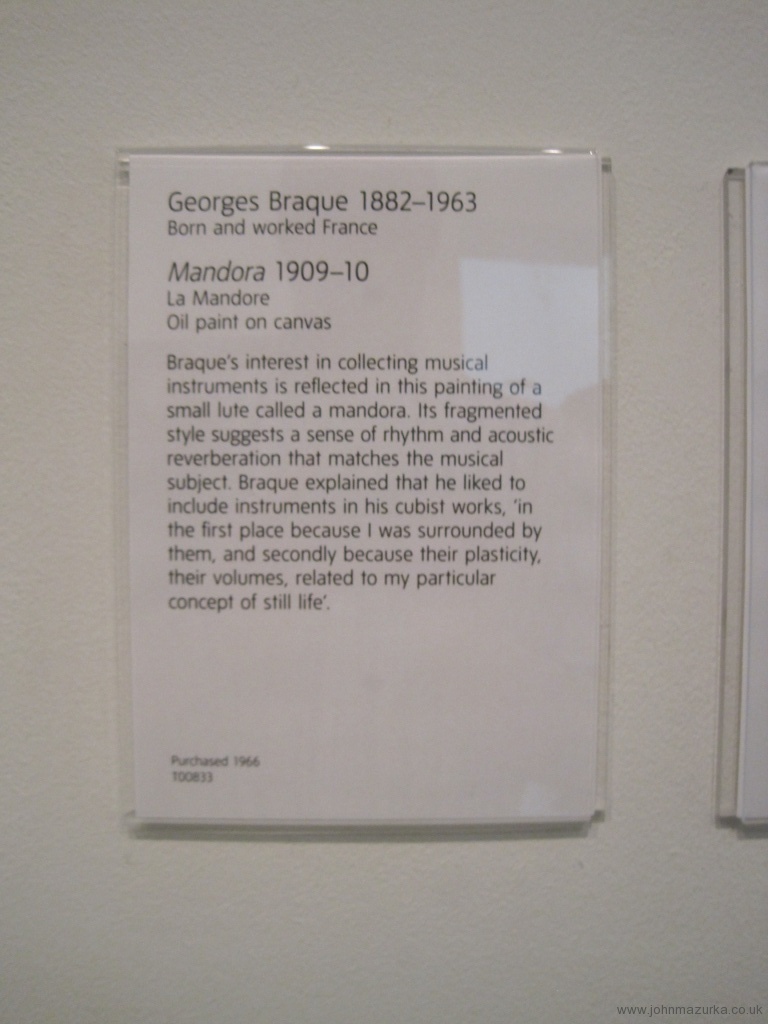 Georges Braque 1882–1963
Born and worked France
Mandora 1909–10
La Mandore
Oil paint on canvas
Braque's interest in collecting musical
instruments is reflected in this painting of a
small lute called a mandora. Its fragmented
style suggests a sense of rhythm and acoustic
reverberation that matches the musical
subject. Braque explained that he liked to
include instruments in his cubist works, 'in
the first place because I was surrounded by
them, and secondly because their plasticity,
their volumes, related to my particular
concept of still life'.
Purchased 1966
T00833
www.johnmazurka.co.uk